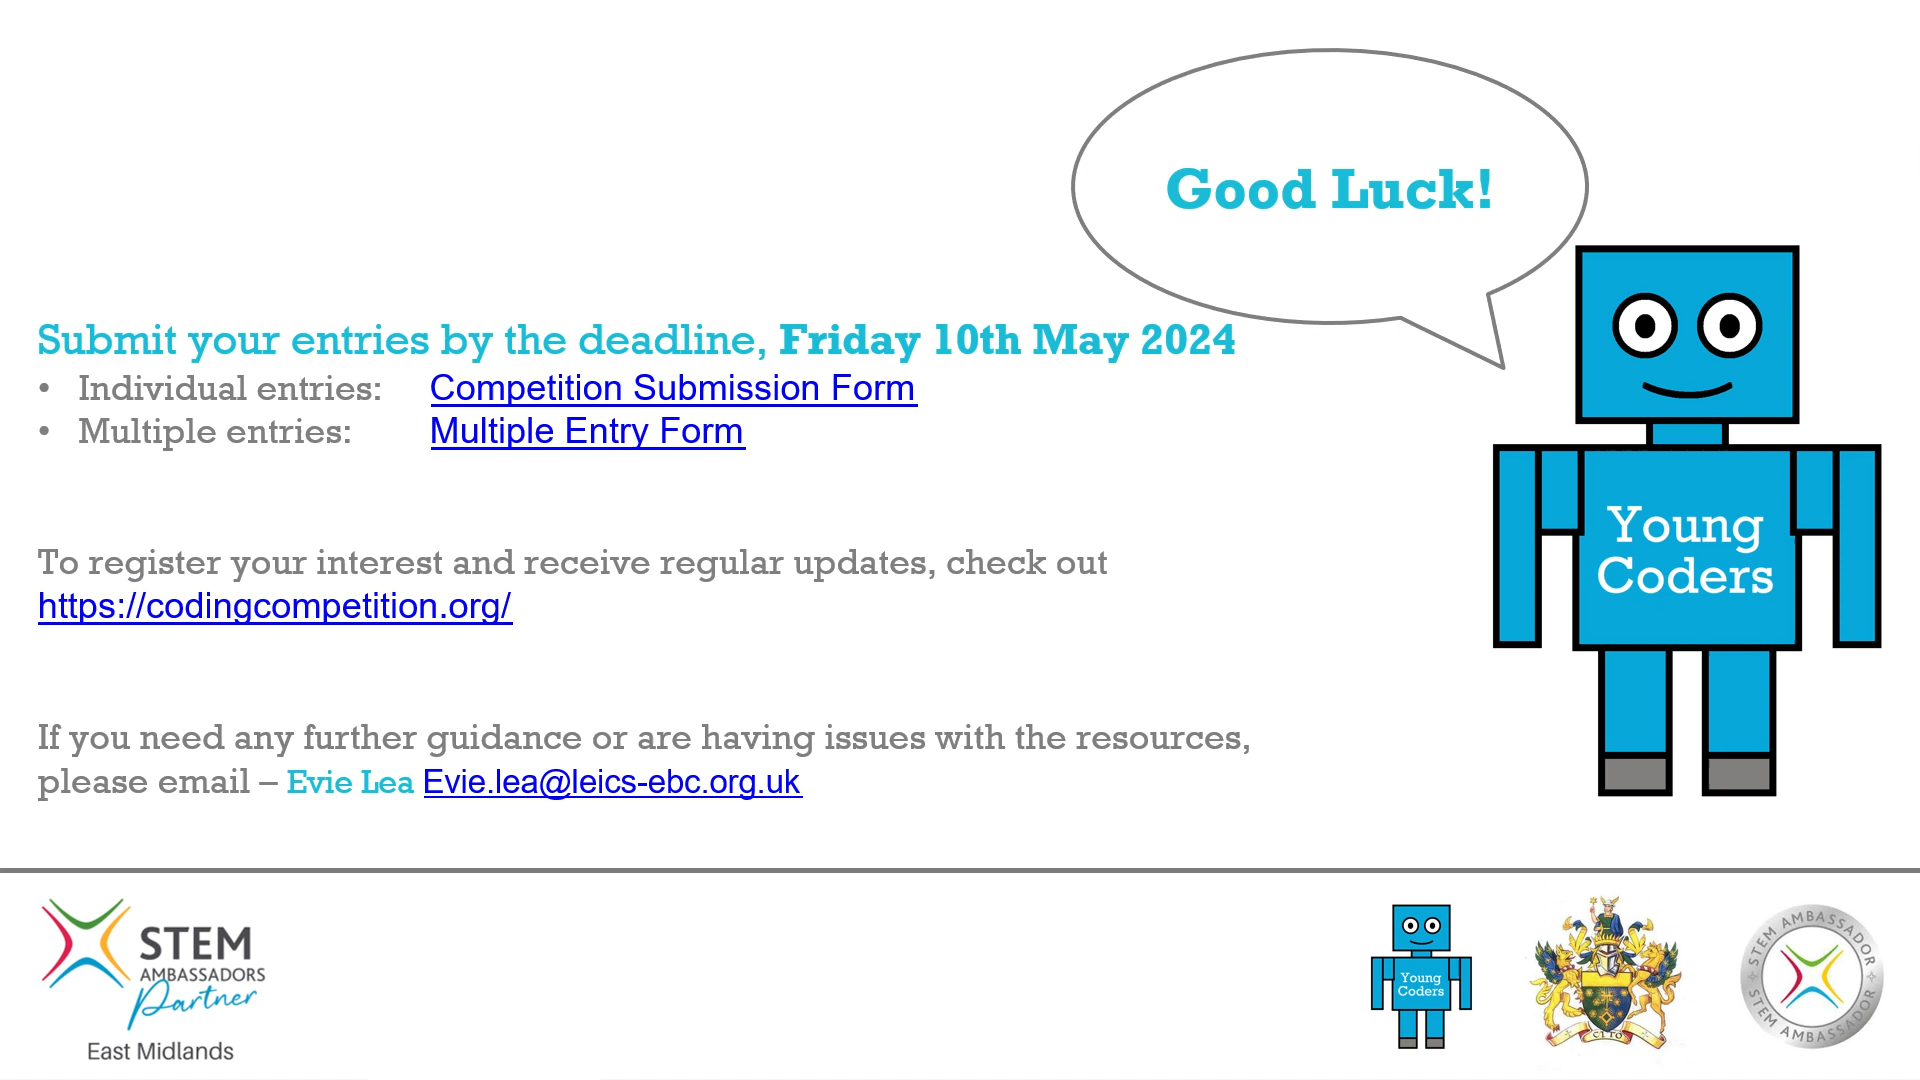 Good Luck!
Submit your entries by the deadline, Friday 10th May 2024
• Individual entries: Competition Submission Form
• Multiple entries: Multiple Entry Form
Young
Coders
To register your interest and receive regular updates, check out
https://codingcompetition.org/
If you need any further guidance or are having issues with the resources,
please email – Evie Lea Evie.lea@leics-ebc.org.uk
STEM
AMBASSADORS
Partner
East Midlands
Young
Coders
STEM AMBASSADOR
STEM AMBASSADOR